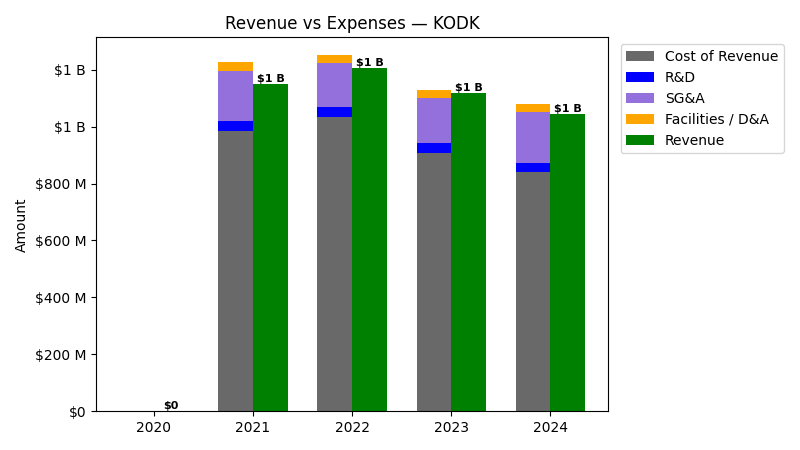 Revenue vs Expenses — KODK
Amount
$1 B
$1 B
$800 M
$600 M
$400 M
$200 M
$0
$0
$1 B
$1 B
$1 B
$1 B
2020
2021
2022
2023
2024
Cost of Revenue
R&D
SG&A
Facilities / D&A
Revenue